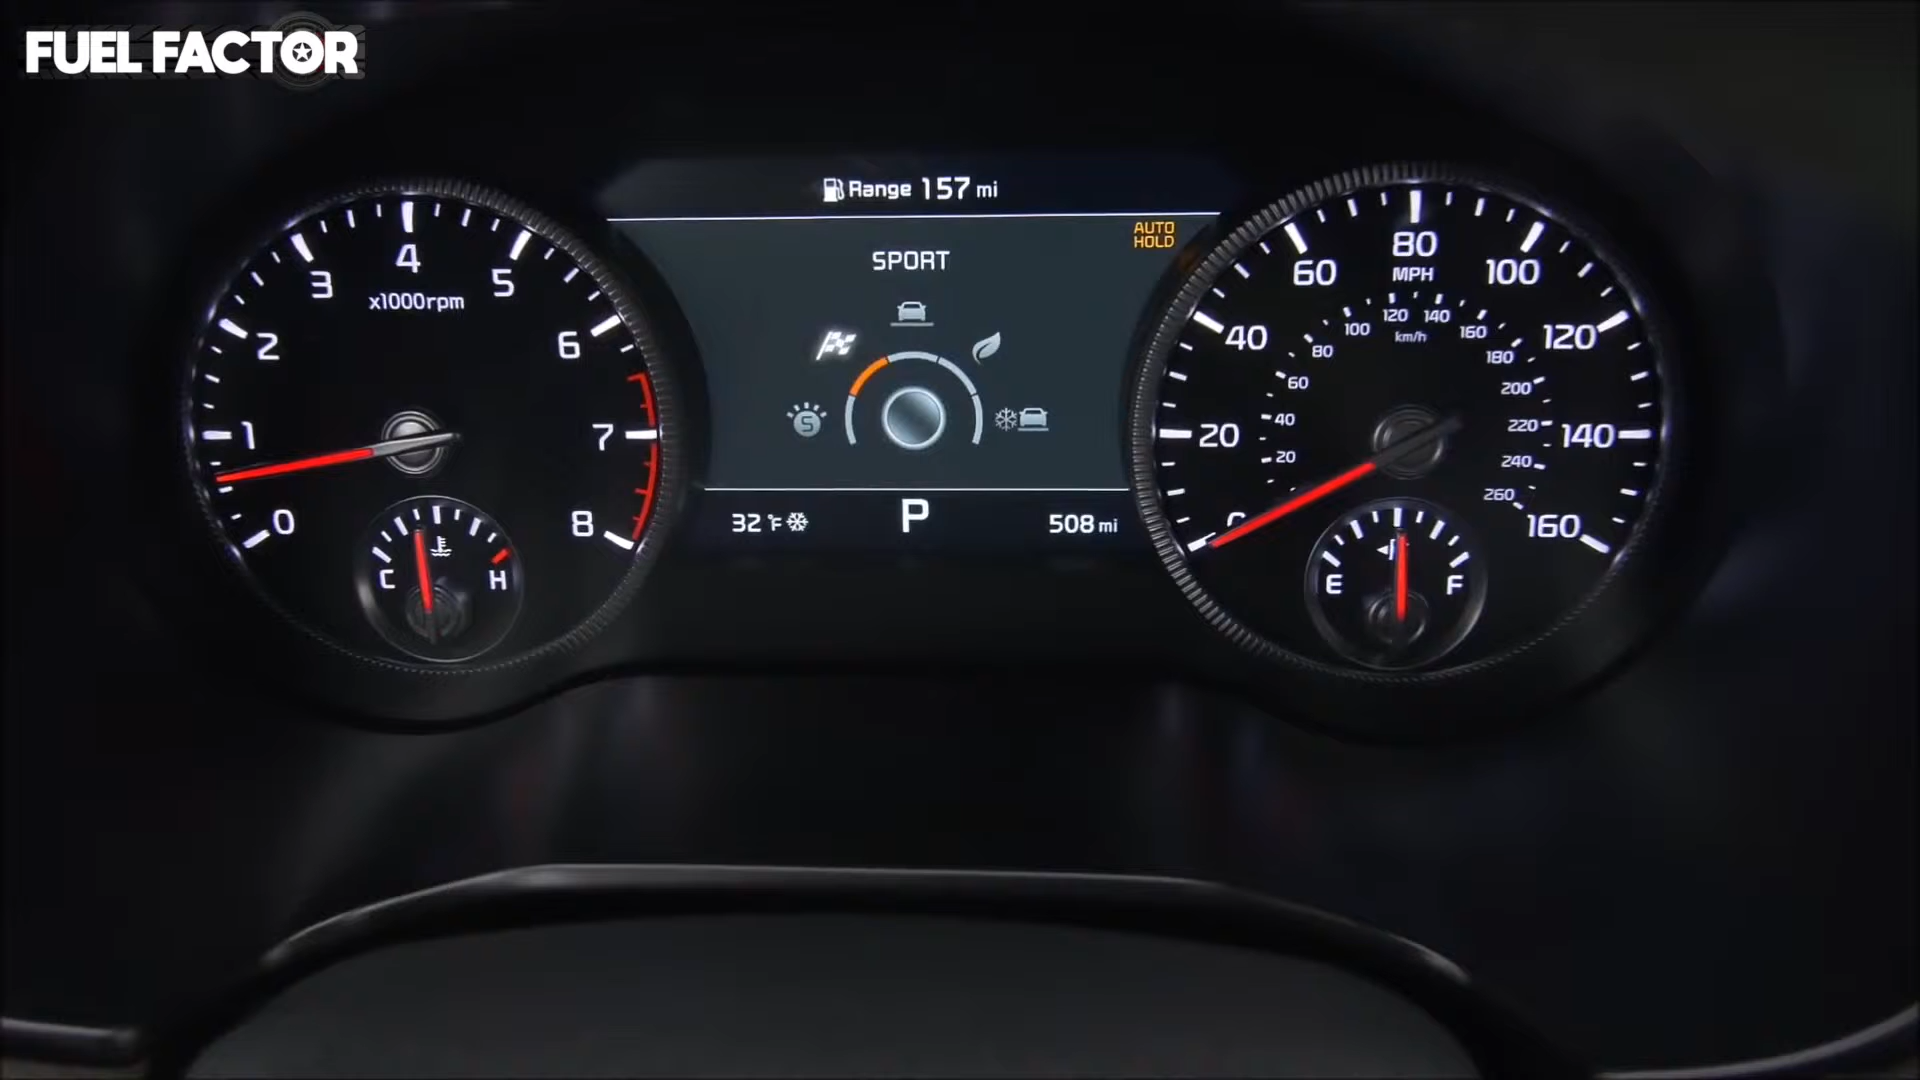 FUEL FACTOR
Range 157 mi
AUTO
HOLD
SPORT
S
32 °F
P
508 mi
0
1
2
3
4
5
6
7
8
x1000rpm
C
H
20
40
60
80
100
120
140
160
MPH
20
40
60
80
100
120
140
160
180
200
220
240
260
km/h
E
F